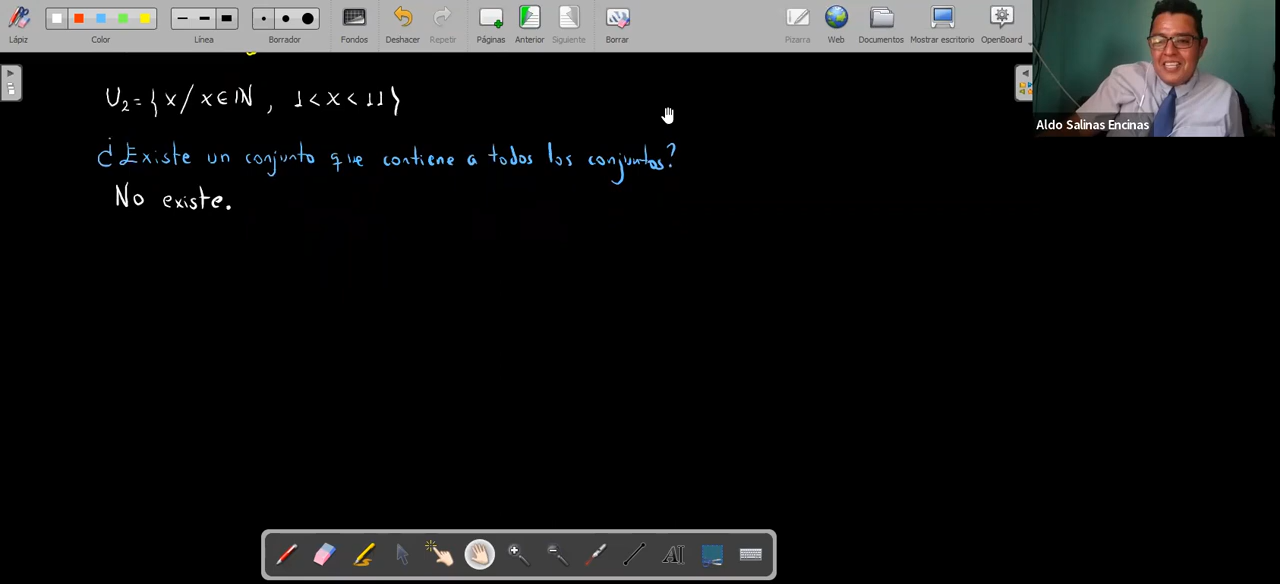 Lápiz
Color
Línea
Borrador
Fondos
Deshacer
Repetir
Páginas
Anterior
Siguiente
Borrar
Pizarra
Web
Documentos
Mostrar escritorio
OpenBoard
Aldo Salinas Encinas
U₂ = { x / x ∈ ℕ , 1 < x < 11 }
¿Existe un conjunto que contiene a todos los conjuntos?
No existe.
AI